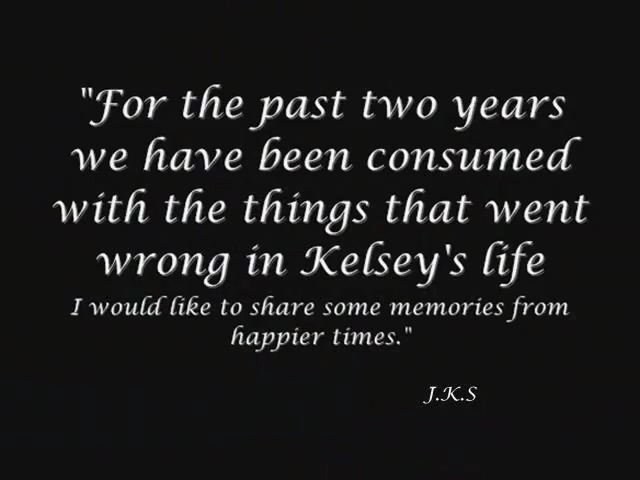 "For the past two years
we have been consumed
with the things that went
wrong in Kelsey's life
I would like to share some memories from
happier times."
J.K.S